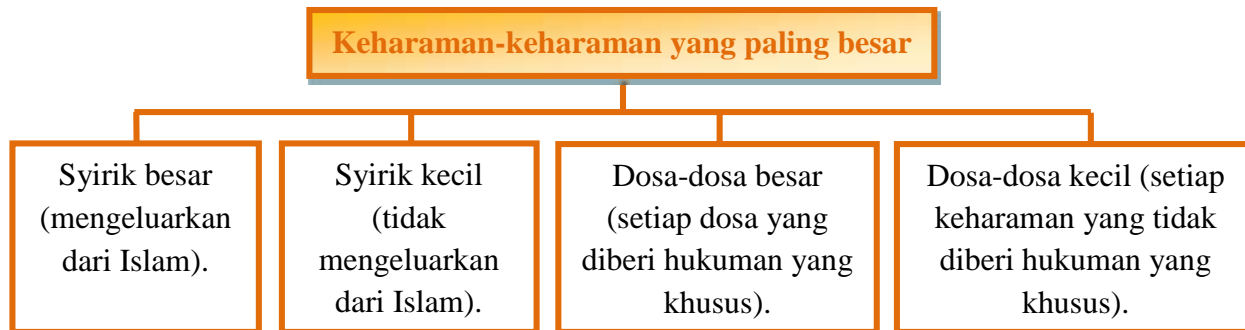 Keharaman-keharaman yang paling besar
Syirik besar
(mengeluarkan
dari Islam).
Syirik kecil
(tidak
mengeluarkan
dari Islam).
Dosa-dosa besar
(setiap dosa yang
diberi hukuman yang
khusus).
Dosa-dosa kecil (setiap
keharaman yang tidak
diberi hukuman yang
khusus).